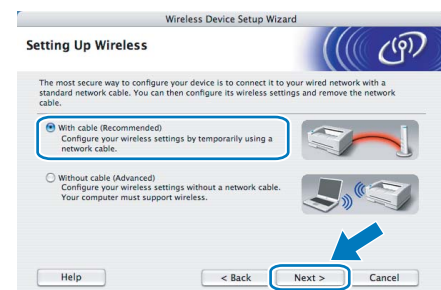 Wireless Device Setup Wizard
Setting Up Wireless
The most secure way to configure your device is to connect it to your wired network with a
standard network cable. You can then configure its wireless settings and remove the network
cable.
With cable (Recommended)
Configure your wireless settings by temporarily using a
network cable.
Without cable (Advanced)
Configure your wireless settings without a network cable.
Your computer must support wireless.
Help
< Back
Next >
Cancel